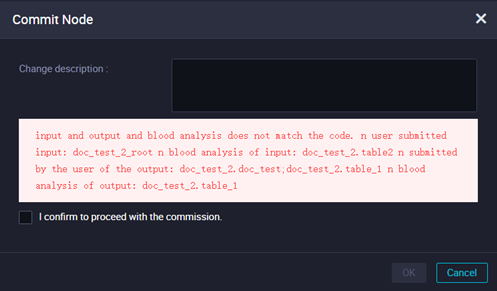 Commit Node
Change description :
input and output and blood analysis does not match the code. n user submitted
input: doc_test_2_root n blood analysis of input: doc_test_2.table2 n submitted
by the user of the output: doc_test_2.doc_test;doc_test_2.table_1 n blood
analysis of output: doc_test_2.table_1
I confirm to proceed with the commission.
OK Cancel